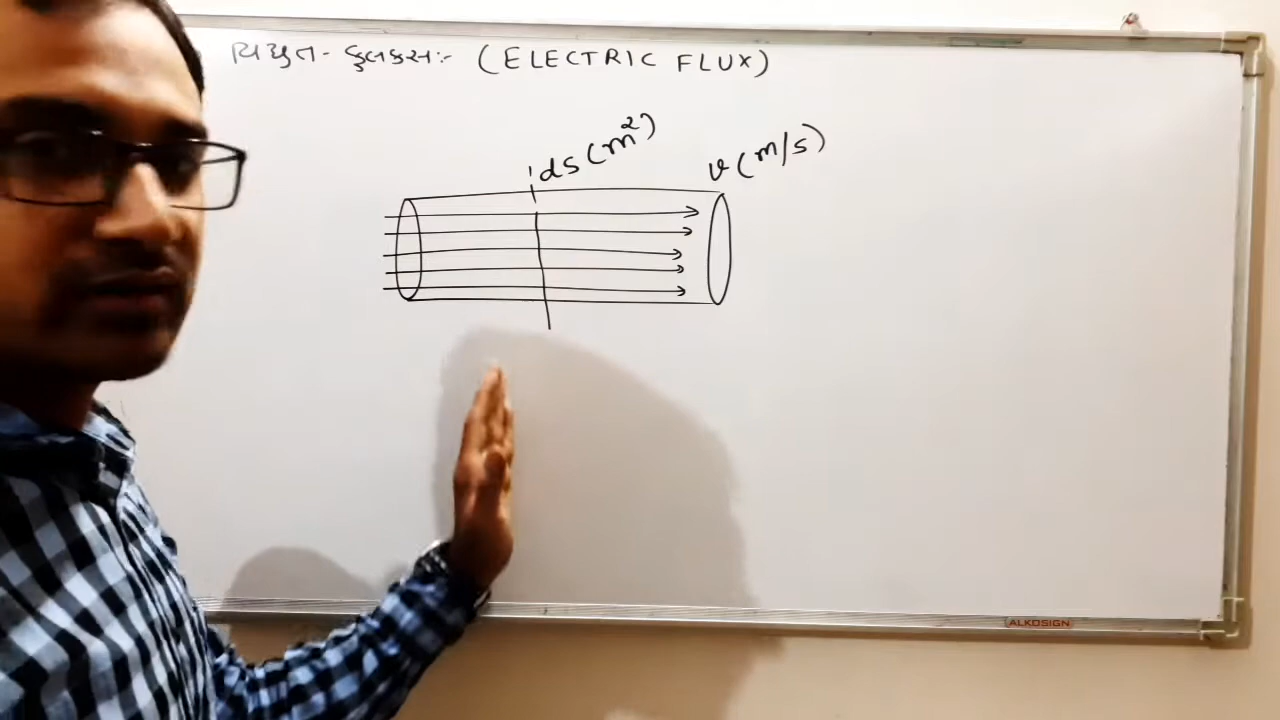 વિદ્યુત- ફ્લક્સ:- (ELECTRIC FLUX)
ds(m²)
v(m/s)
ALKOSIGN